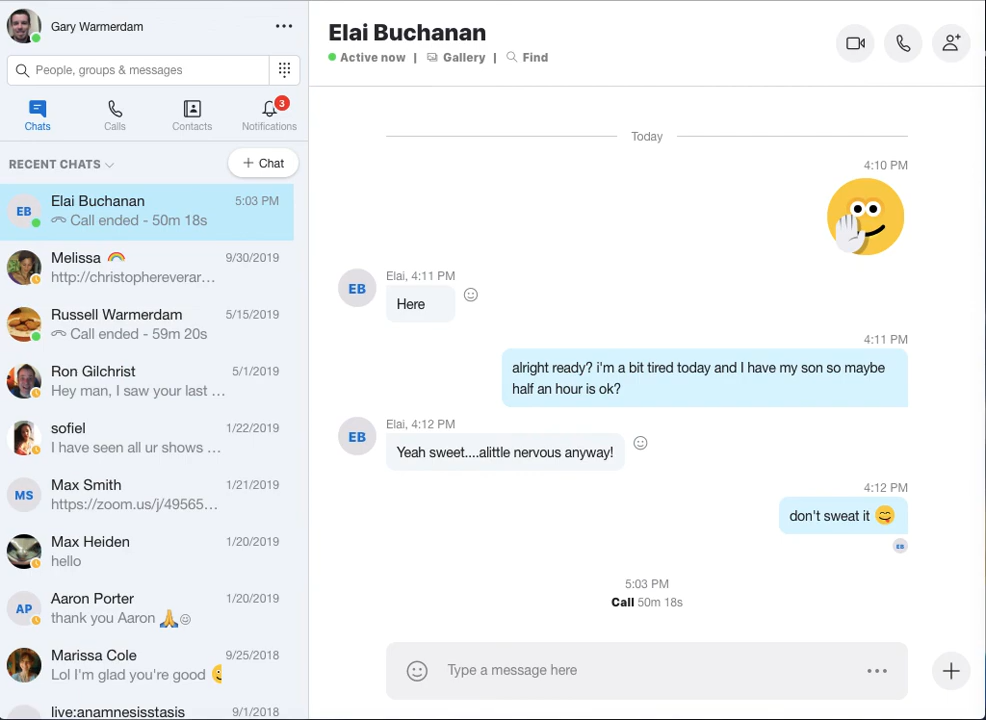 Gary Warmerdam
People, groups & messages
Chats
Calls
Contacts
3
Notifications
RECENT CHATS
+ Chat
EB
Elai Buchanan
5:03 PM
Call ended - 50m 18s
Melissa 🌈
9/30/2019
http://christophereverar…
Russell Warmerdam
5/15/2019
Call ended - 59m 20s
Ron Gilchrist
5/1/2019
Hey man, I saw your last …
sofiel
1/22/2019
I have seen all ur shows …
MS
Max Smith
1/21/2019
https://zoom.us/j/49565…
Max Heiden
1/20/2019
hello
AP
Aaron Porter
1/20/2019
thank you Aaron 🙏
Marissa Cole
9/25/2018
Lol I'm glad you're good
live:anamnesisstasis
9/1/2018
Elai Buchanan
Active now | Gallery | Find
Today
4:10 PM
EB
Elai, 4:11 PM
Here
4:11 PM
alright ready? i'm a bit tired today and I have my son so maybe
half an hour is ok?
EB
Elai, 4:12 PM
Yeah sweet....alittle nervous anyway!
4:12 PM
don't sweat it 😋
EB
5:03 PM
Call 50m 18s
Type a message here